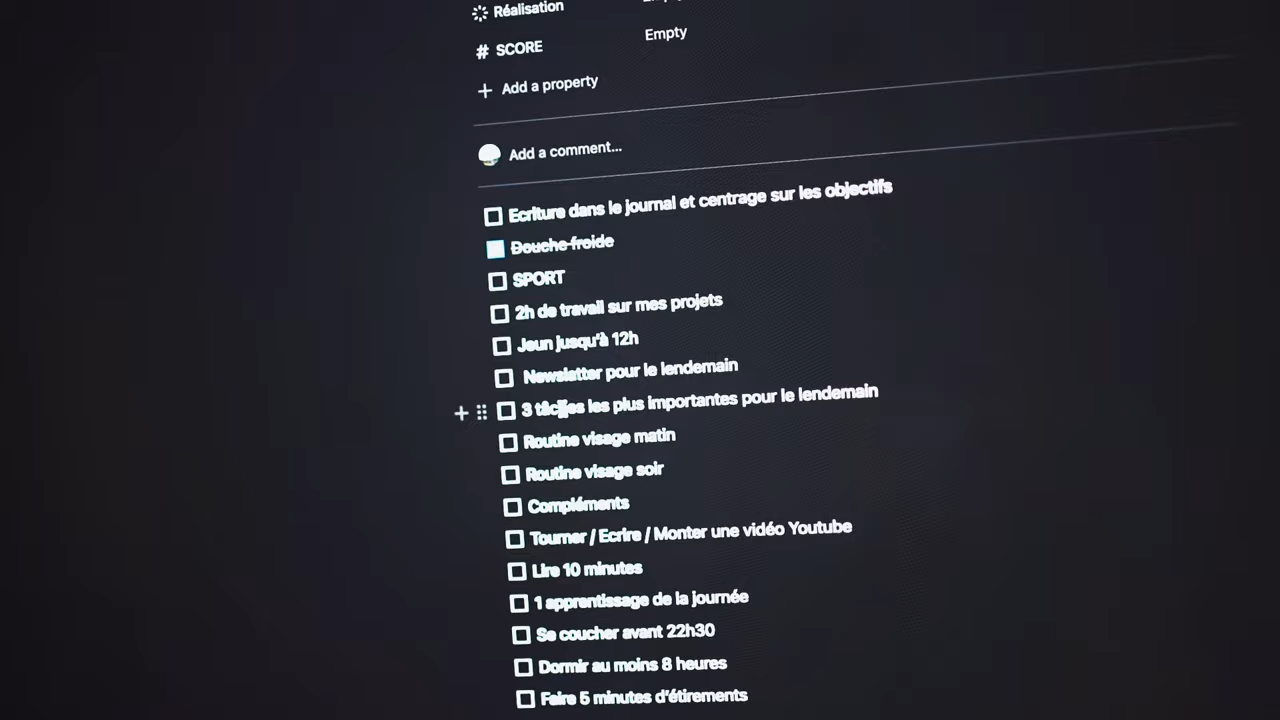 Réalisation
# SCORE
Empty
+ Add a property
Add a comment...
Ecriture dans le journal et centrage sur les objectifs
Douche froide
SPORT
2h de travail sur mes projets
Jeun jusqu'à 12h
Newsletter pour le lendemain
3 tâches les plus importantes pour le lendemain
Routine visage matin
Routine visage soir
Compléments
Tourner / Ecrire / Monter une vidéo Youtube
Lire 10 minutes
1 apprentissage de la journée
Se coucher avant 22h30
Dormir au moins 8 heures
Faire 5 minutes d'étirements